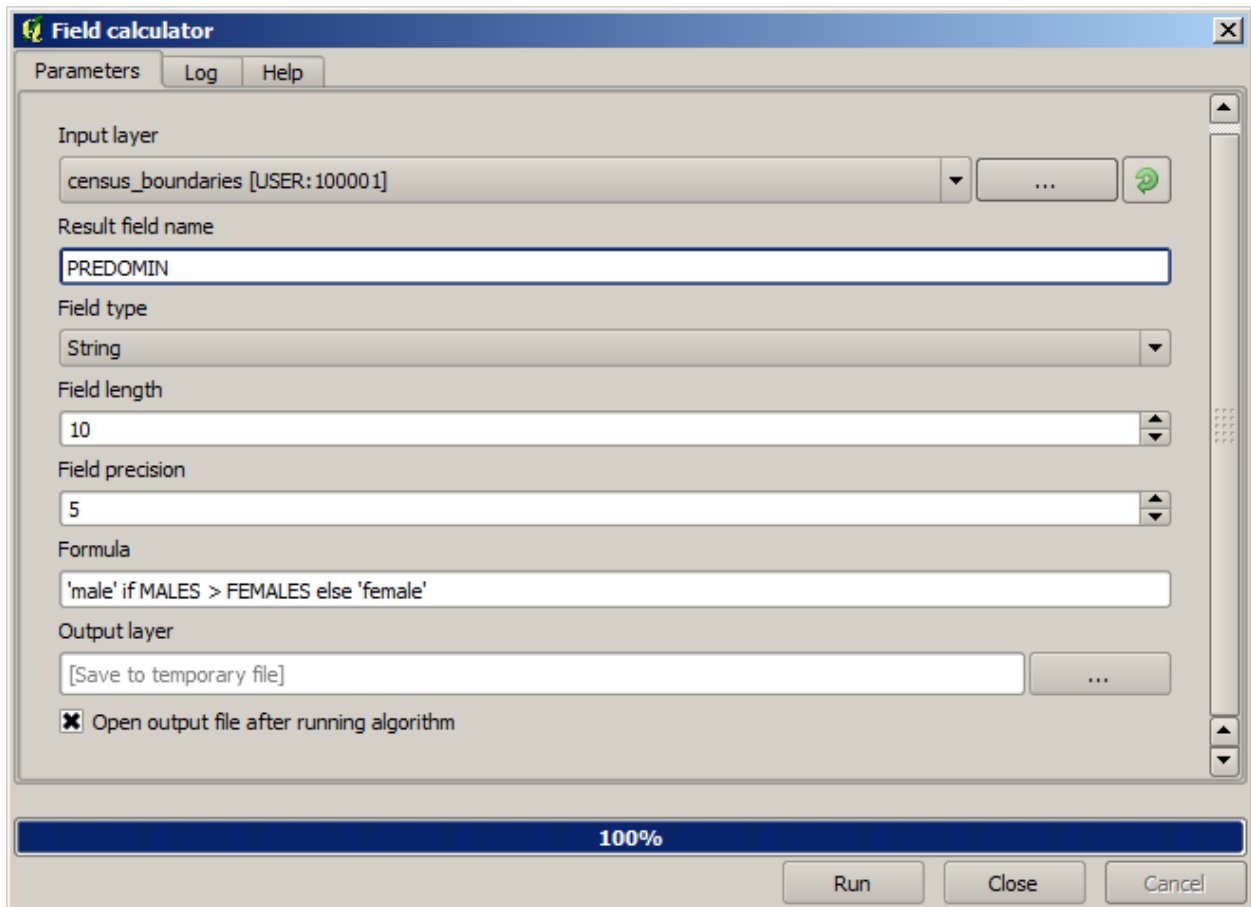 Field calculator
Parameters Log Help
Input layer
census_boundaries [USER:100001]
...
Result field name
PREDOMIN
Field type
String
Field length
10
Field precision
5
Formula
'male' if MALES > FEMALES else 'female'
Output layer
[Save to temporary file]
...
Open output file after running algorithm
100%
Run Close Cancel